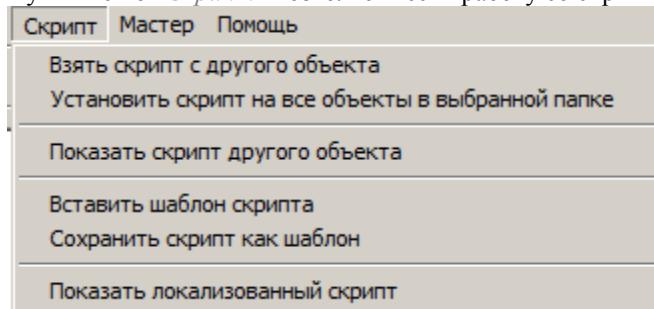 Скрипт Мастер Помощь
Взять скрипт с другого объекта
Установить скрипт на все объекты в выбранной папке
Показать скрипт другого объекта
Вставить шаблон скрипта
Сохранить скрипт как шаблон
Показать локализованный скрипт